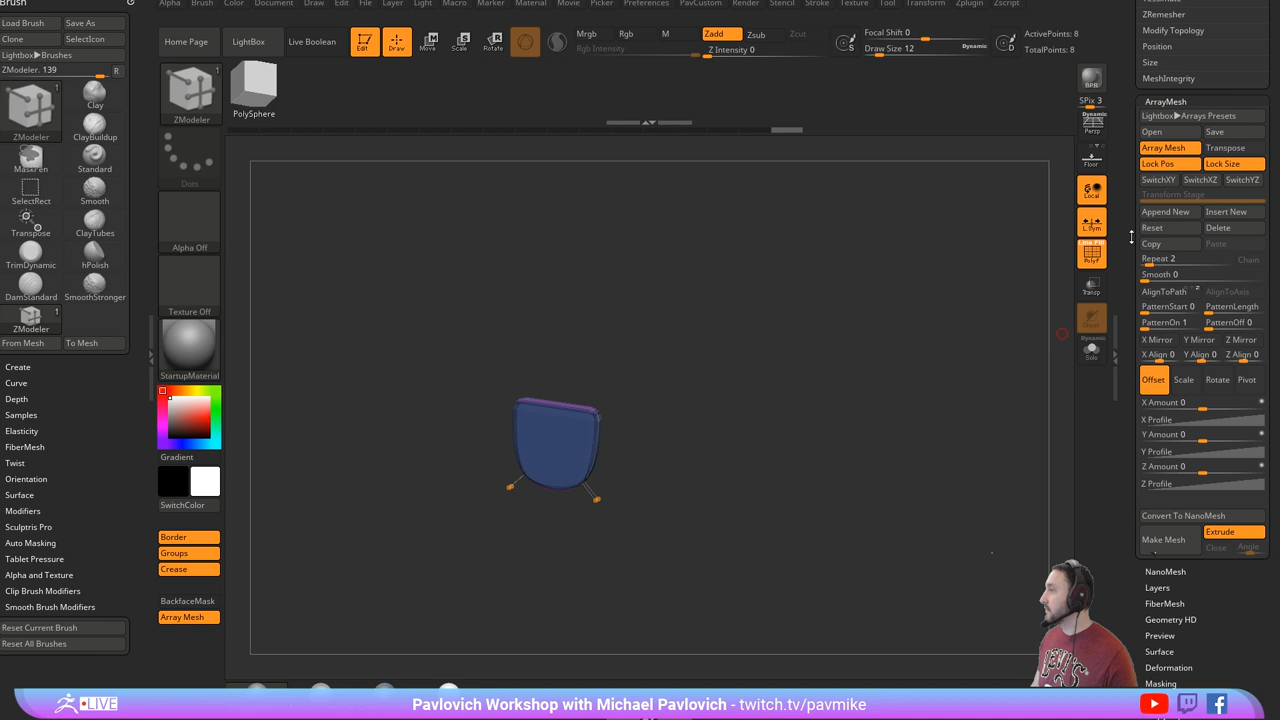 Brush
Alpha Brush Color Document Draw Edit File Layer Light Macro Marker Material Movie Picker Preferences PavCustom Render Stencil Stroke Texture Tool Transform Zplugin Zscript
Load Brush Save As
Clone SelectIcon
Lightbox▶Brushes
ZModeler. 139 R
1
ZModeler
Clay
ClayBuildup
MaskPen
Standard
SelectRect
Smooth
Transpose
ClayTubes
TrimDynamic
hPolish
DamStandard
SmoothStronger
1
ZModeler
From Mesh To Mesh
Create
Curve
Depth
Samples
Elasticity
FiberMesh
Twist
Orientation
Surface
Modifiers
Sculptris Pro
Auto Masking
Tablet Pressure
Alpha and Texture
Clip Brush Modifiers
Smooth Brush Modifiers
Reset Current Brush
Reset All Brushes
Home Page LightBox Live Boolean
Edit Draw Move Scale Rotate
Mrgb Rgb M
Rgb Intensity
Zadd Zsub Zcut
Z Intensity 0
S
Focal Shift 0
Draw Size 12 Dynamic
D
ActivePoints: 8
TotalPoints: 8
1
ZModeler
PolySphere
Dots
Alpha Off
Texture Off
StartupMaterial
Gradient
SwitchColor
Border
Groups
Crease
BackfaceMask
Array Mesh
BPR
SPix 3
Dynamic
Persp
Floor
Local
L.Sym
Line Fill
PolyF
Transp
Ghost
Dynamic
Solo
ZRemesher
Modify Topology
Position
Size
MeshIntegrity
ArrayMesh
Lightbox▶Arrays Presets
Open Save
Array Mesh Transpose
Lock Pos Lock Size
SwitchXY SwitchXZ SwitchYZ
Transform Stage
Append New Insert New
Reset Delete
Copy Paste
Repeat 2 Chain
Smooth 0
AlignToPath AlignToAxis
PatternStart 0 PatternLength
PatternOn 1 PatternOff 0
X Mirror Y Mirror Z Mirror
X Align 0 Y Align 0 Z Align 0
Offset Scale Rotate Pivot
X Amount 0
X Profile
Y Amount 0
Y Profile
Z Amount 0
Z Profile
Convert To NanoMesh
Make Mesh Extrude
Close Angle
NanoMesh
Layers
FiberMesh
Geometry HD
Preview
Surface
Deformation
Masking
LIVE
Pavlovich Workshop with Michael Pavlovich - twitch.tv/pavmike